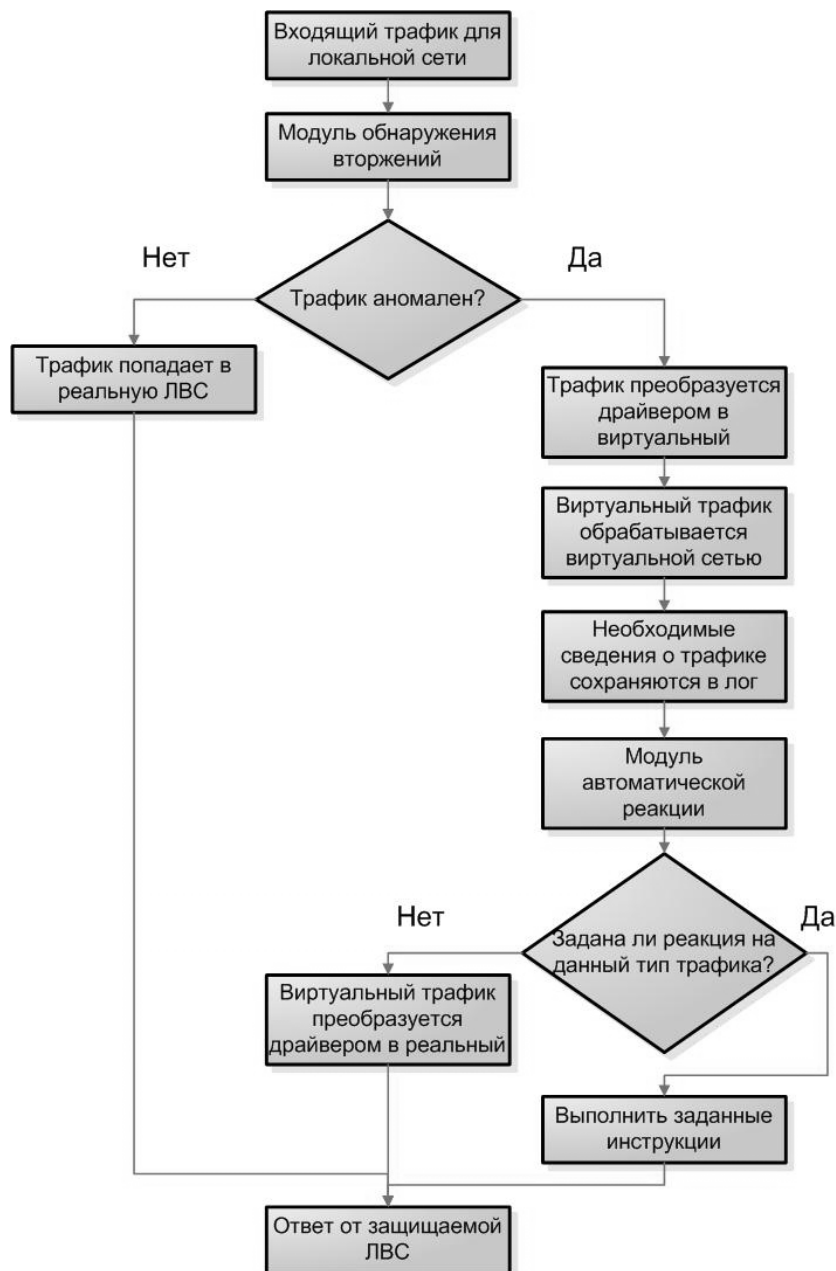 Входящий трафик для
локальной сети
Модуль обнаружения
вторжений
Нет
Да
Трафик аномален?
Трафик попадает в
реальную ЛВС
Трафик преобразуется
драйвером в
виртуальный
Виртуальный трафик
обрабатывается
виртуальной сетью
Необходимые
сведения о трафике
сохраняются в лог
Модуль
автоматической
реакции
Нет
Да
Задана ли реакция на
данный тип трафика?
Виртуальный трафик
преобразуется
драйвером в реальный
Выполнить заданные
инструкции
Ответ от защищаемой
ЛВС